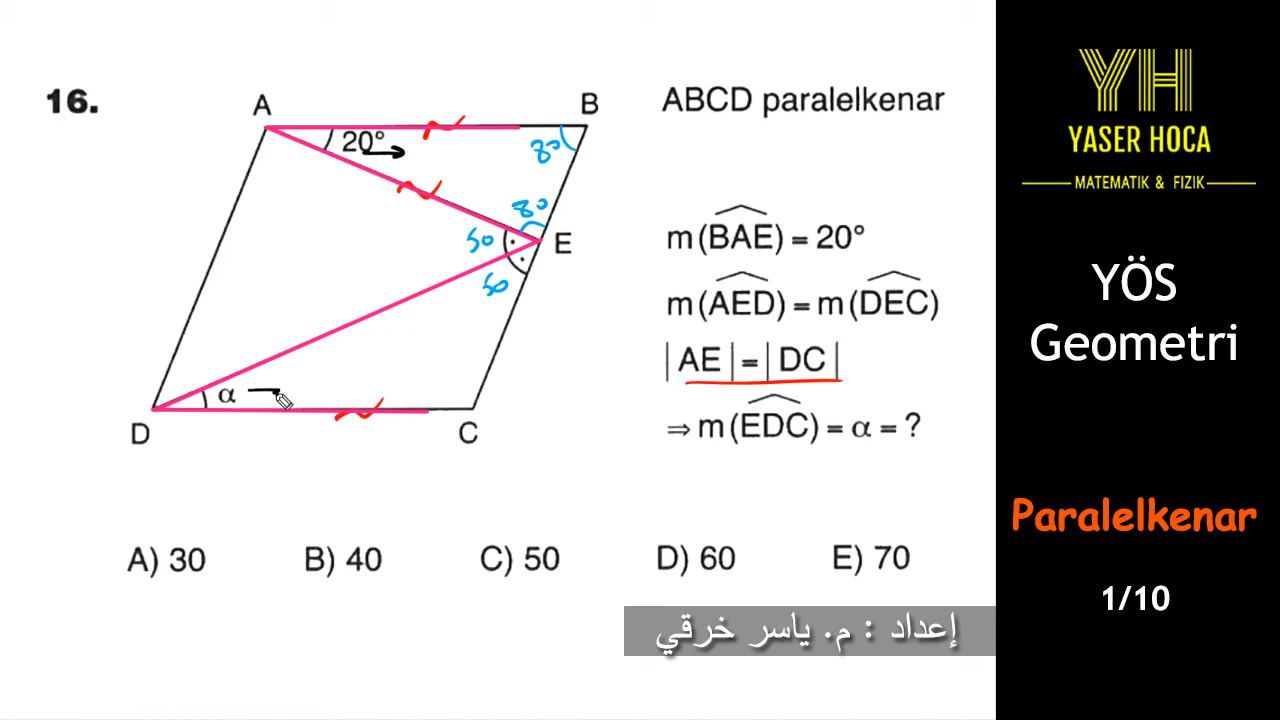 16.
A
B
20°
80
80
50
50
E
α
D
C
ABCD paralelkenar
m(BAE) = 20°
m(AED) = m(DEC)
|AE| = |DC|
⇒ m(EDC) = α = ?
A) 30 B) 40 C) 50 D) 60 E) 70
إعداد : م. ياسر خرقي
YH
YASER HOCA
MATEMATIK & FIZIK
YÖS
Geometri
Paralelkenar
1/10